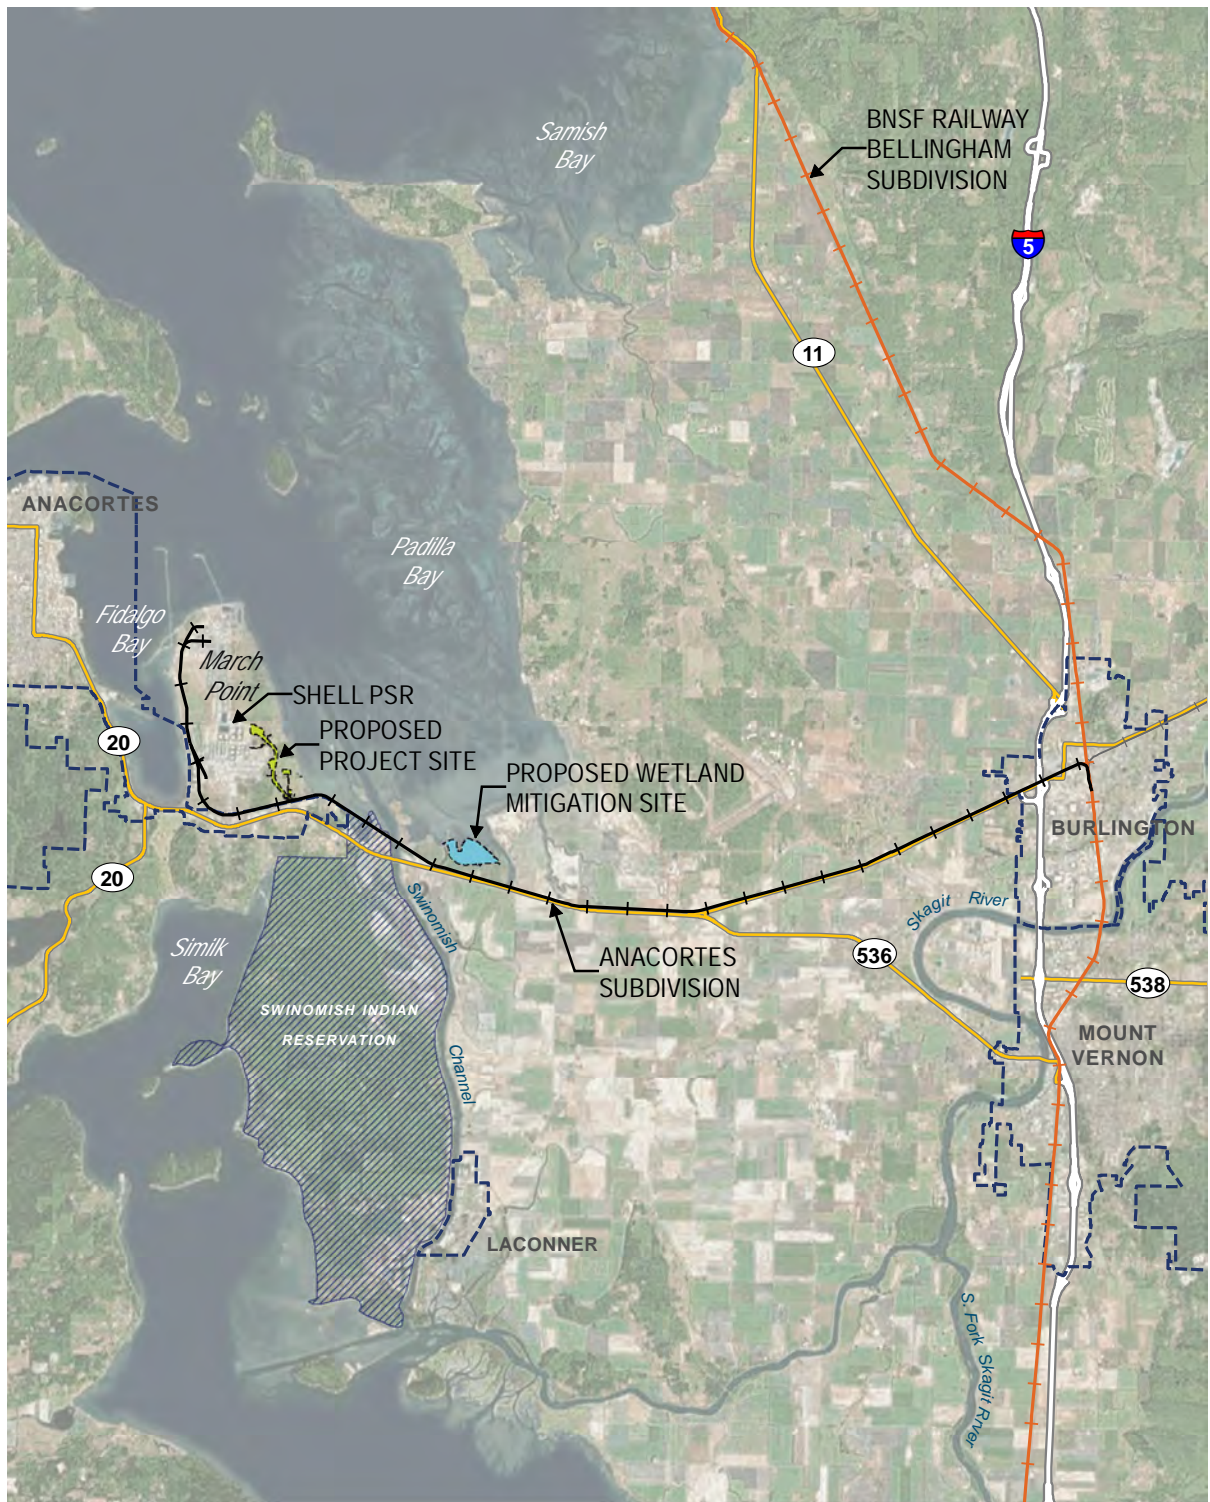 BNSF RAILWAY
BELLINGHAM
SUBDIVISION
Samish
Bay
5
11
ANACORTES
Padilla
Bay
Fidalgo
Bay
March
Point
SHELL PSR
PROPOSED
PROJECT SITE
20
PROPOSED WETLAND
MITIGATION SITE
BURLINGTON
20
Swinomish
Skagit River
Similk
Bay
536
ANACORTES
SUBDIVISION
538
SWINOMISH INDIAN
RESERVATION
MOUNT
VERNON
Channel
LACONNER
S. Fork Skagit Rrver